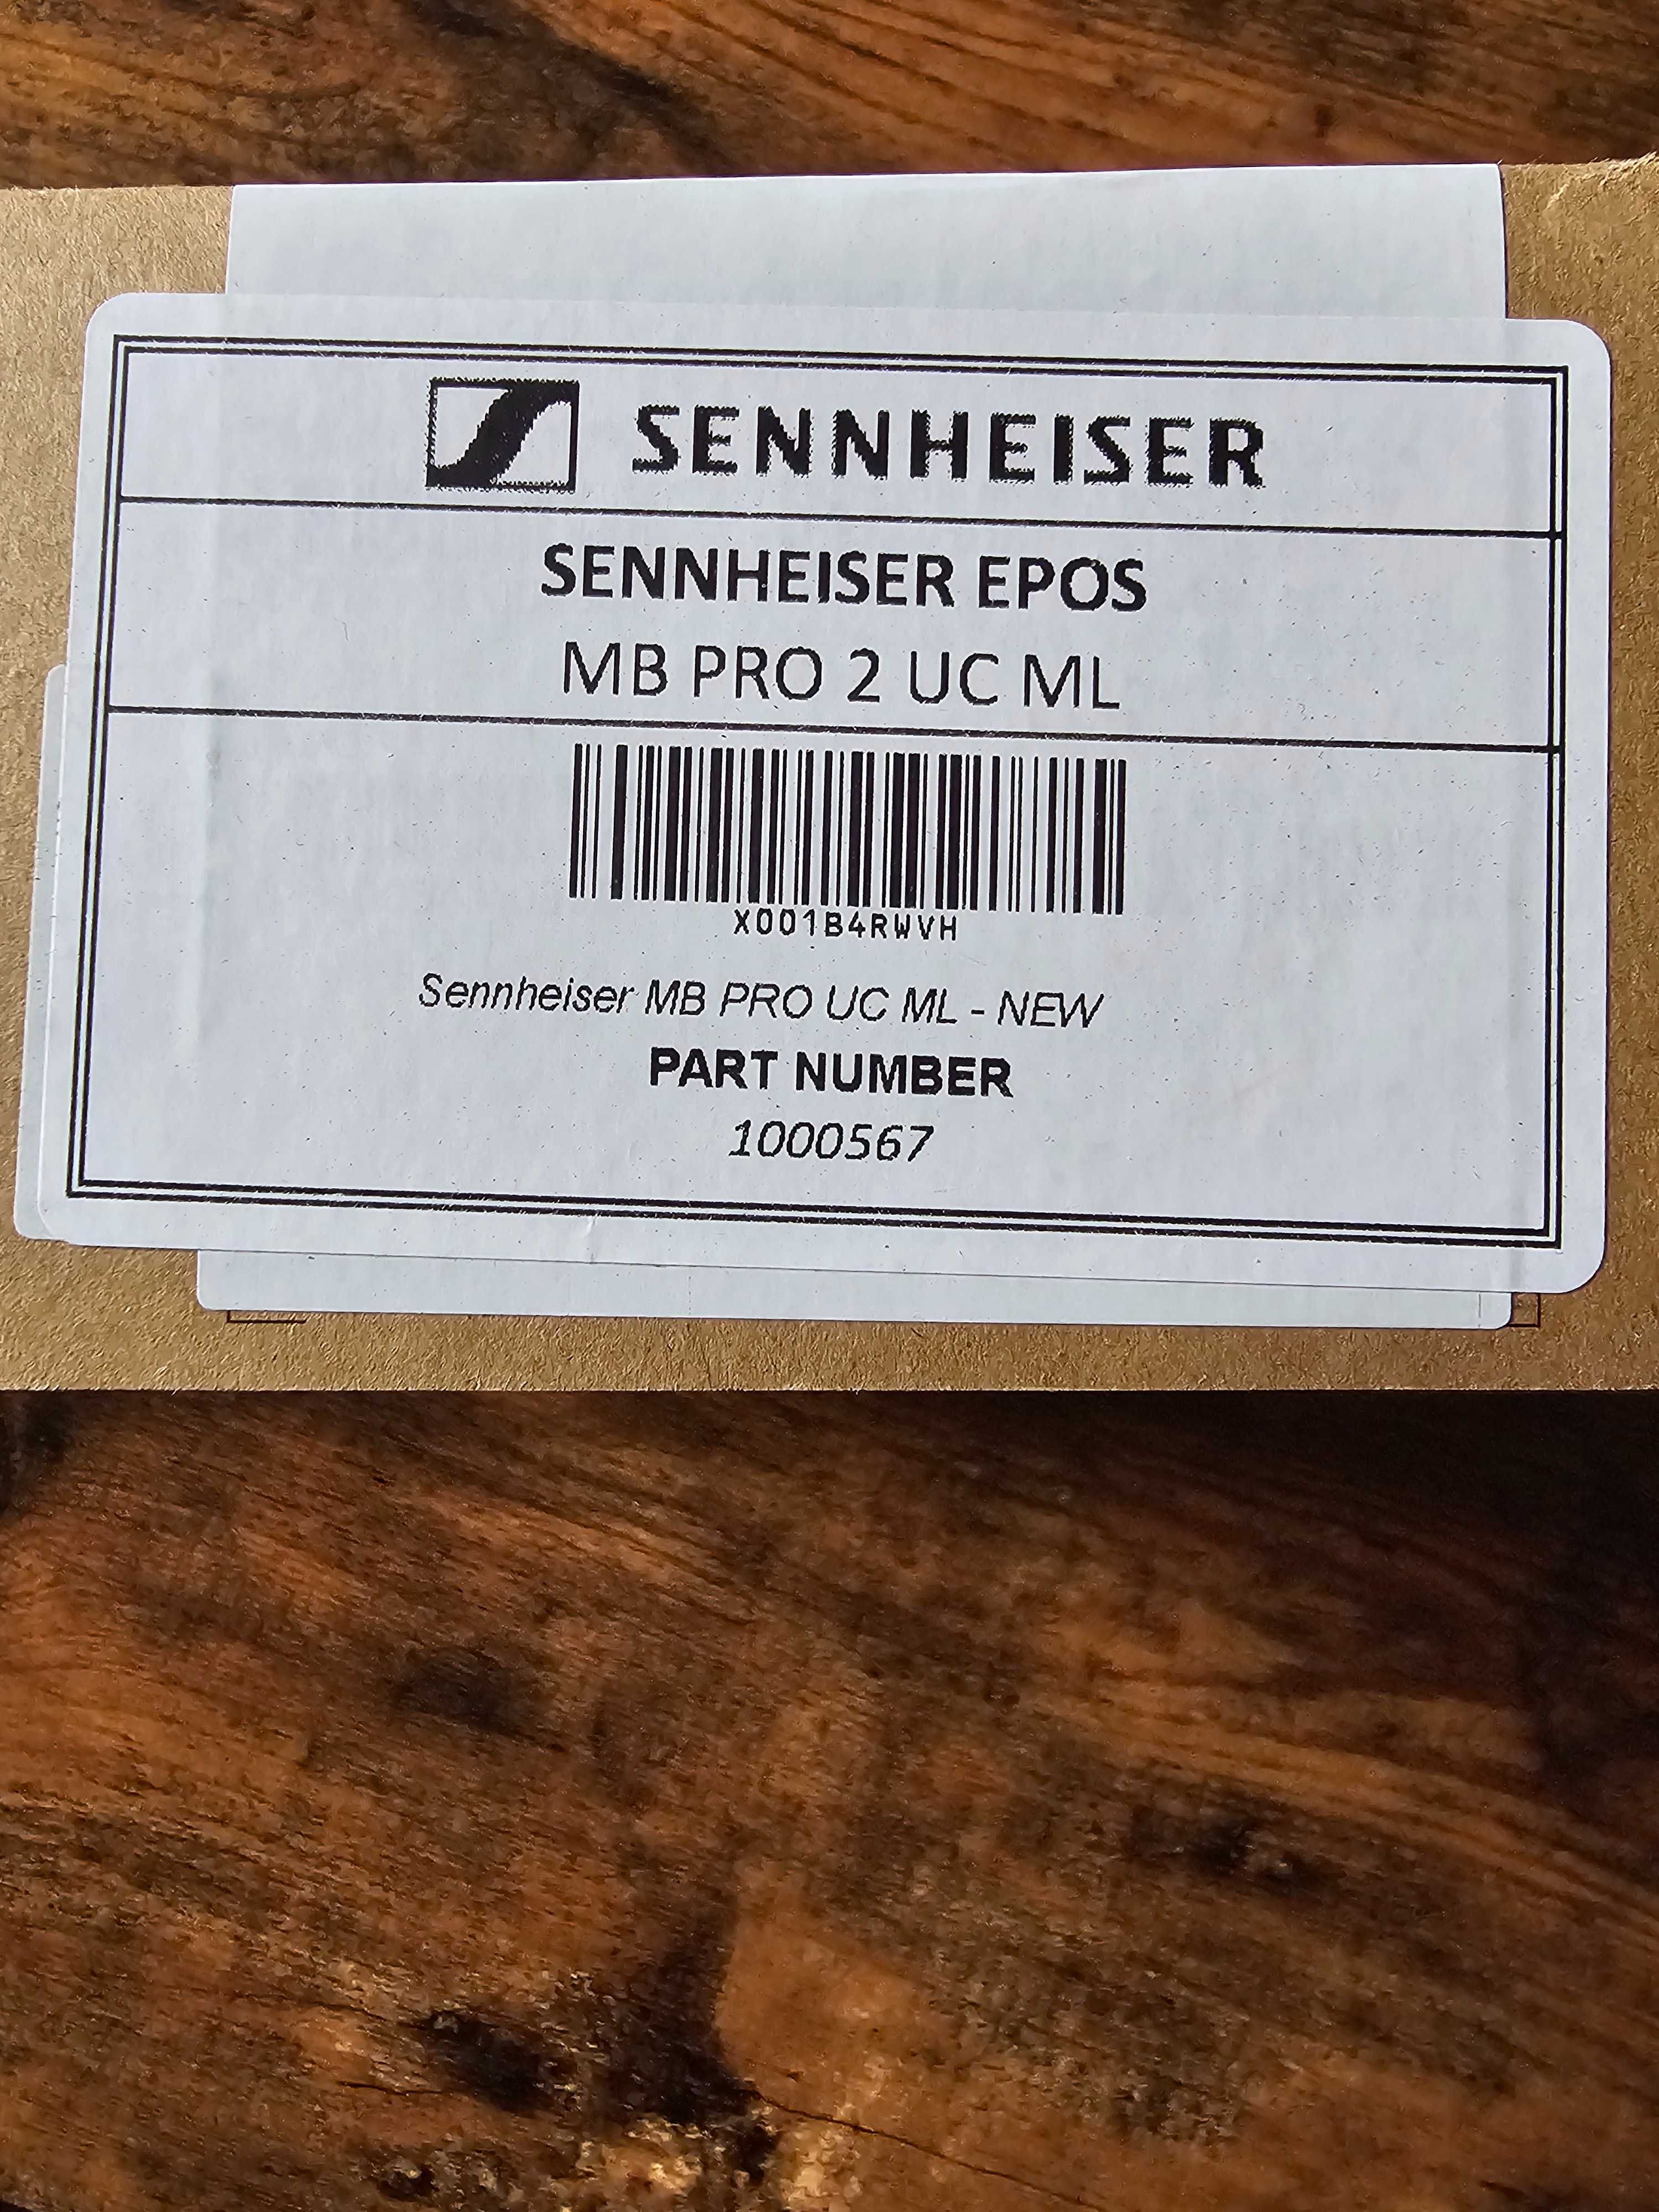 SENNHEISER
SENNHEISER EPOS
MB PRO 2 UC ML
X001B4RWVH
Sennheiser MB PRO UC ML - NEW
PART NUMBER
1000567